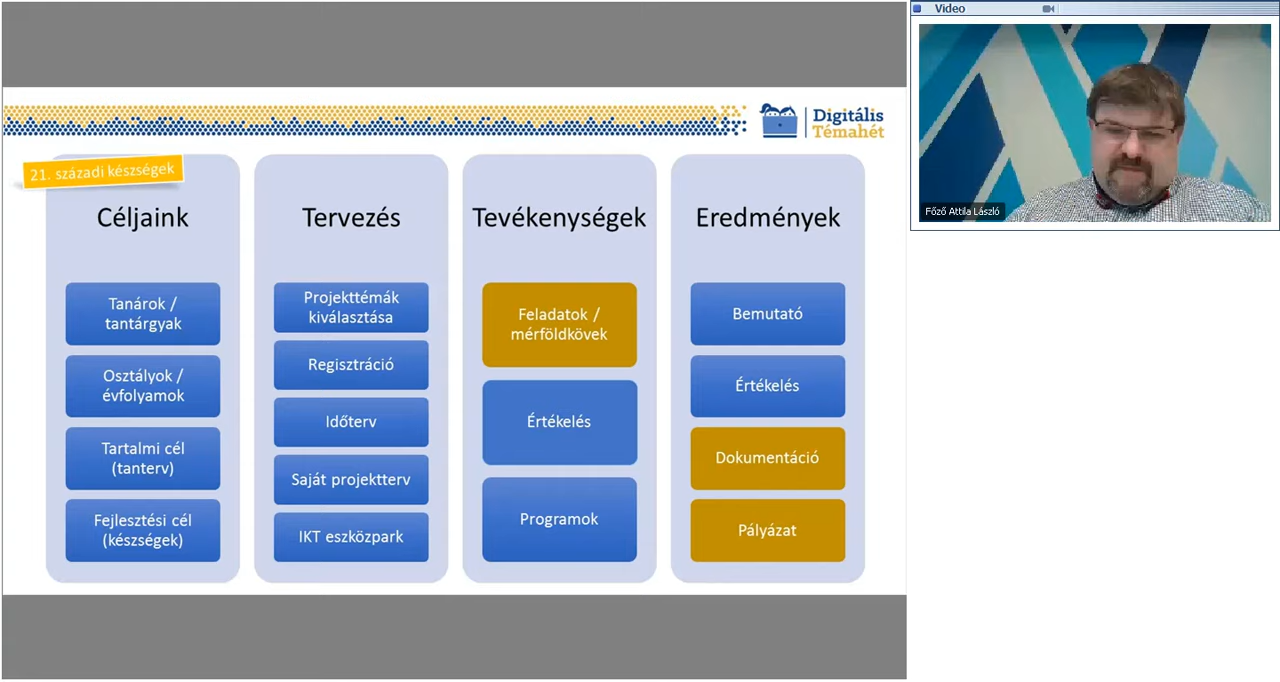 Digitális
Témahét
21. századi készségek
Céljaink
Tanárok /
tantárgyak
Osztályok /
évfolyamok
Tartalmi cél
(tanterv)
Fejlesztési cél
(készségek)
Tervezés
Projekttémák
kiválasztása
Regisztráció
Időterv
Saját projektterv
IKT eszközpark
Tevékenységek
Feladatok /
mérföldkövek
Értékelés
Programok
Eredmények
Bemutató
Értékelés
Dokumentáció
Pályázat
Video
Főző Attila László